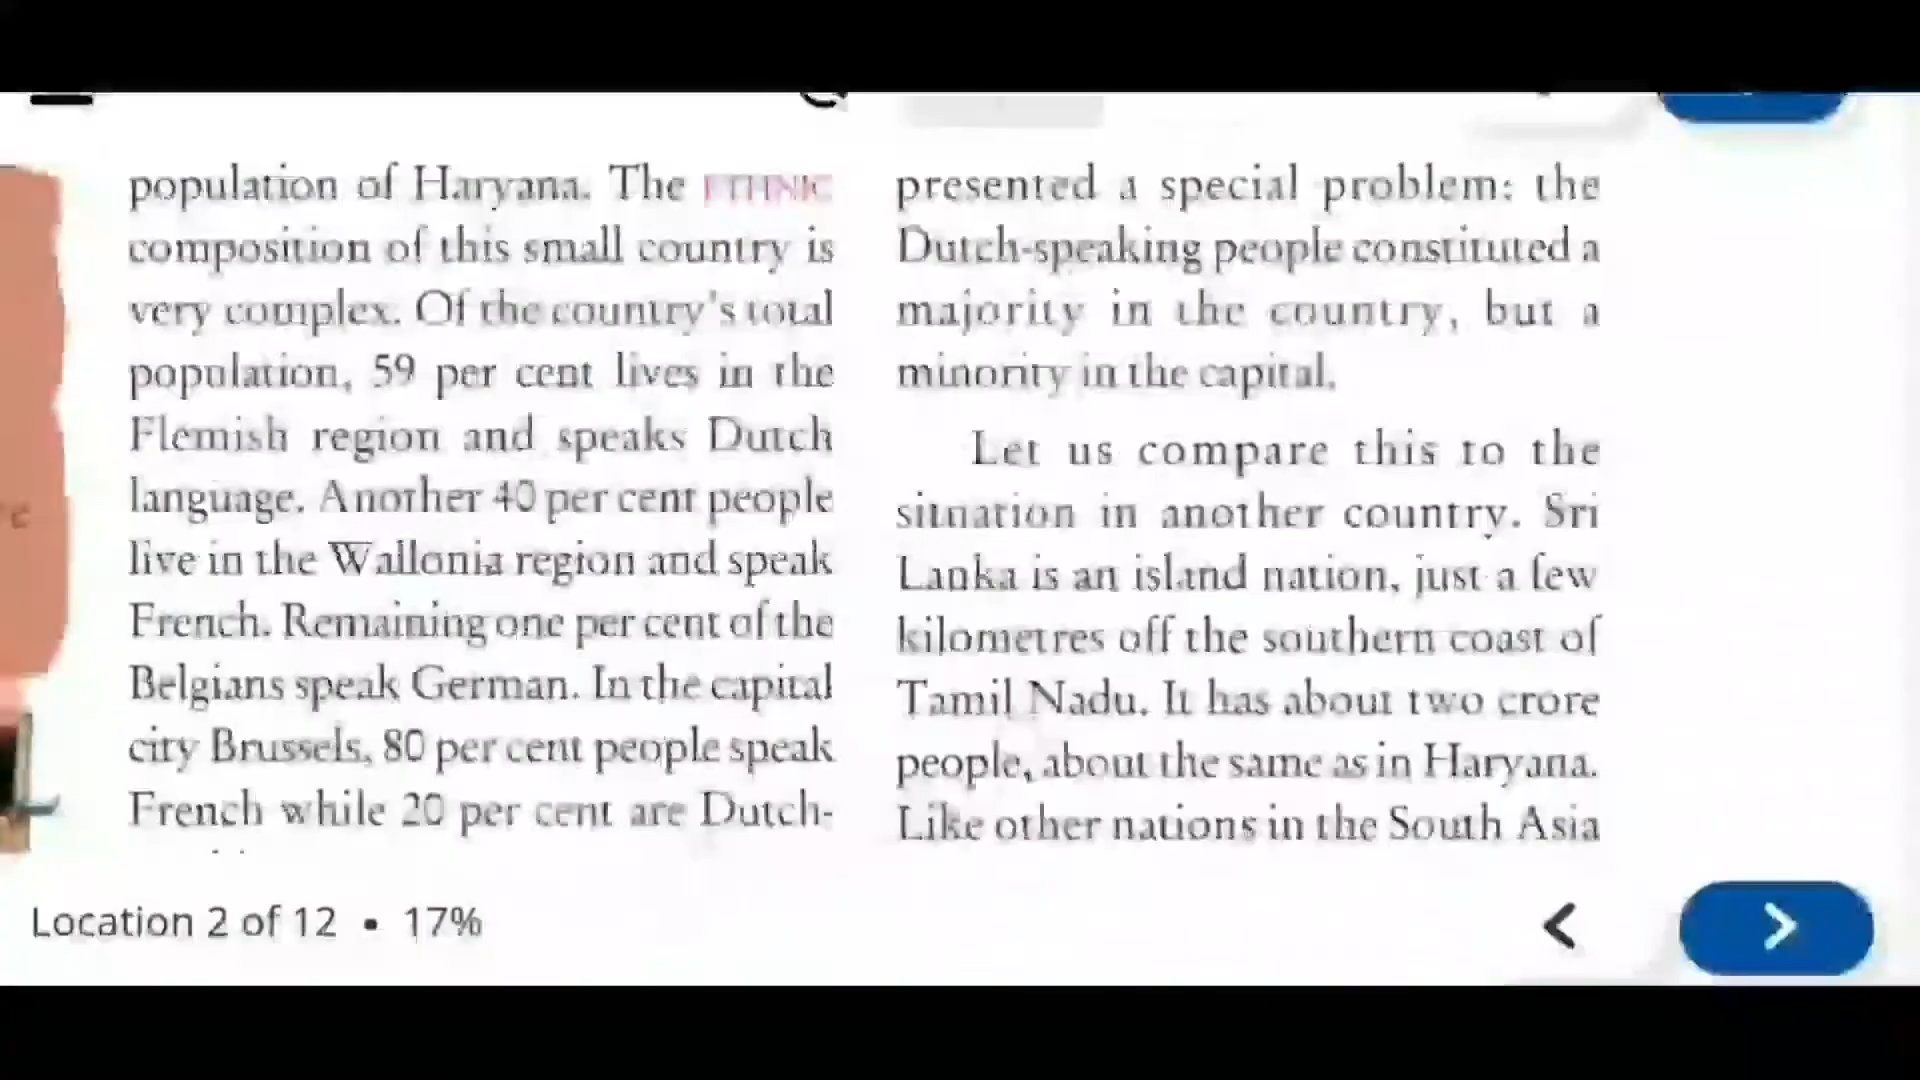 population of Haryana. The ETHNIC
composition of this small country is
very complex. Of the country's total
population, 59 per cent lives in the
Flemish region and speaks Dutch
language. Another 40 per cent people
live in the Wallonia region and speak
French. Remaining one per cent of the
Belgians speak German. In the capital
city Brussels, 80 per cent people speak
French while 20 per cent are Dutch-
presented a special problem: the
Dutch-speaking people constituted a
majority in the country, but a
minority in the capital.
Let us compare this to the
situation in another country. Sri
Lanka is an island nation, just a few
kilometres off the southern coast of
Tamil Nadu. It has about two crore
people, about the same as in Haryana.
Like other nations in the South Asia
Location 2 of 12 • 17%